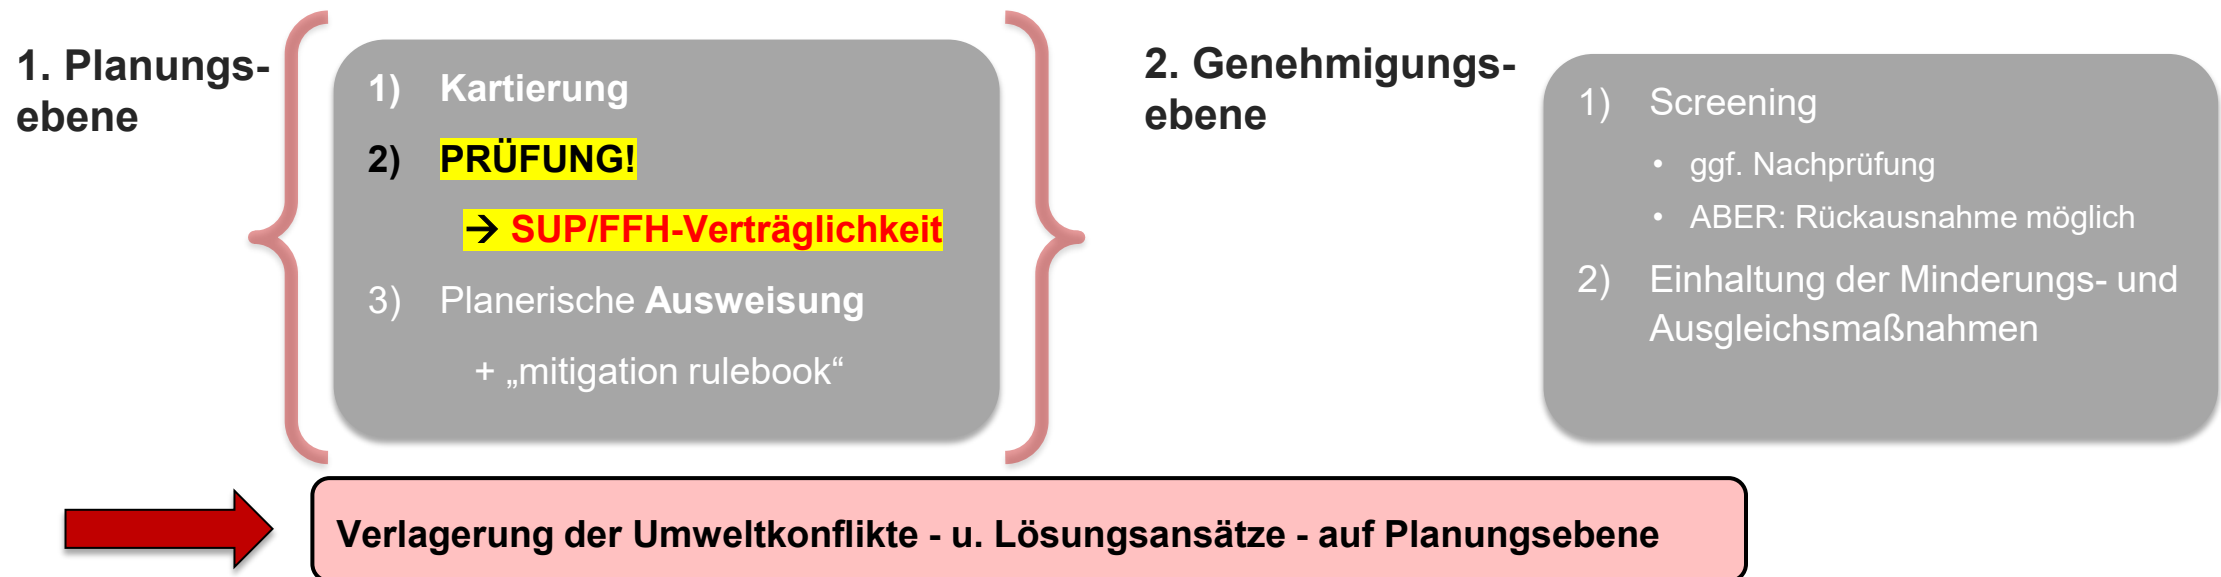 1. Planungs-
ebene
1) Kartierung
2) PRÜFUNG!
→ SUP/FFH-Verträglichkeit
3) Planerische Ausweisung
+ „mitigation rulebook“
2. Genehmigungs-
ebene
1) Screening
• ggf. Nachprüfung
• ABER: Rückausnahme möglich
2) Einhaltung der Minderungs- und
Ausgleichsmaßnahmen
Verlagerung der Umweltkonflikte - u. Lösungsansätze - auf Planungsebene